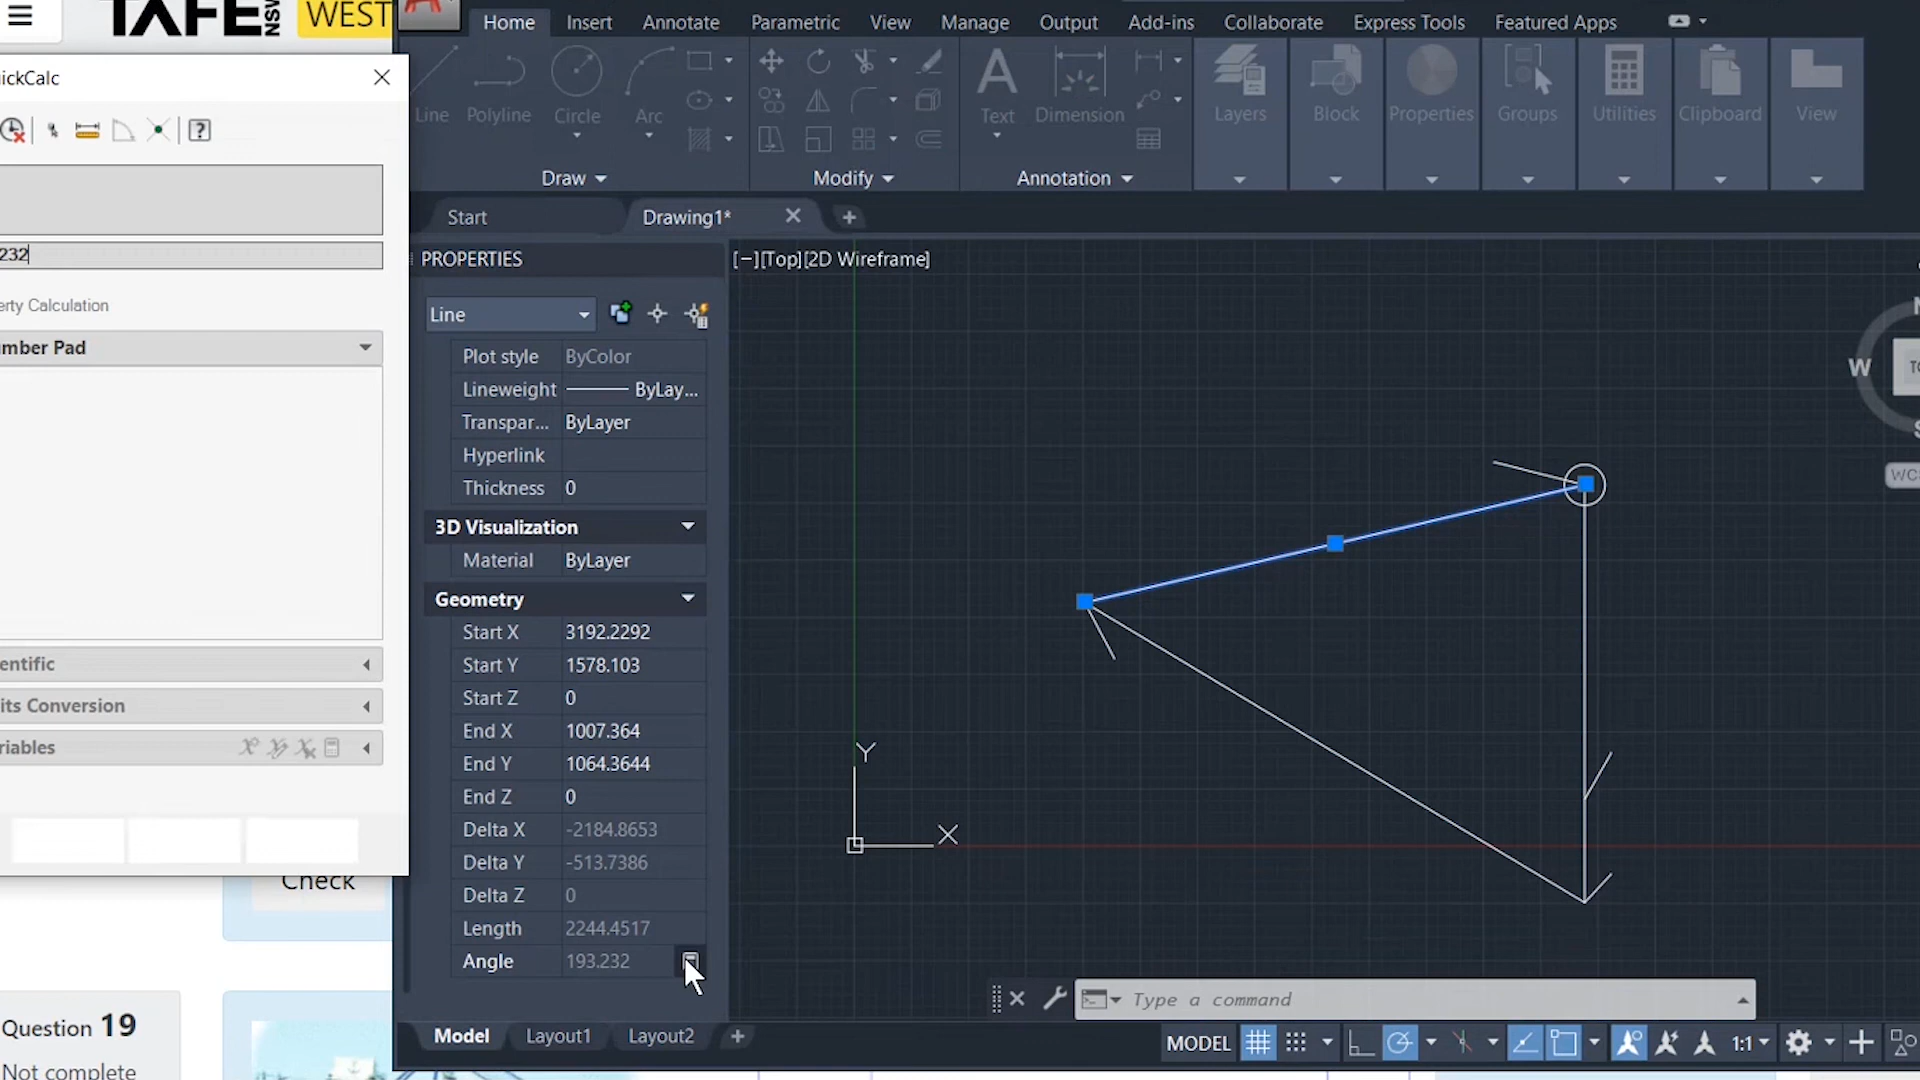 TAFE NSW WEST
ickCalc
232
erty Calculation
mber Pad
entific
its Conversion
riables
Check
Question 19
Not complete
Home Insert Annotate Parametric View Manage Output Add-ins Collaborate Express Tools Featured Apps
Line Polyline Circle Arc
Text Dimension
Layers Block Properties Groups Utilities Clipboard View
Draw Modify Annotation
Start Drawing1*
PROPERTIES
[−][Top][2D Wireframe]
Line
Plot style ByColor
Lineweight ByLay...
Transpar... ByLayer
Hyperlink
Thickness 0
3D Visualization
Material ByLayer
Geometry
Start X 3192.2292
Start Y 1578.103
Start Z 0
End X 1007.364
End Y 1064.3644
End Z 0
Delta X -2184.8653
Delta Y -513.7386
Delta Z 0
Length 2244.4517
Angle 193.232
Y
X
W
WC
Type a command
Model Layout1 Layout2
MODEL 1:1